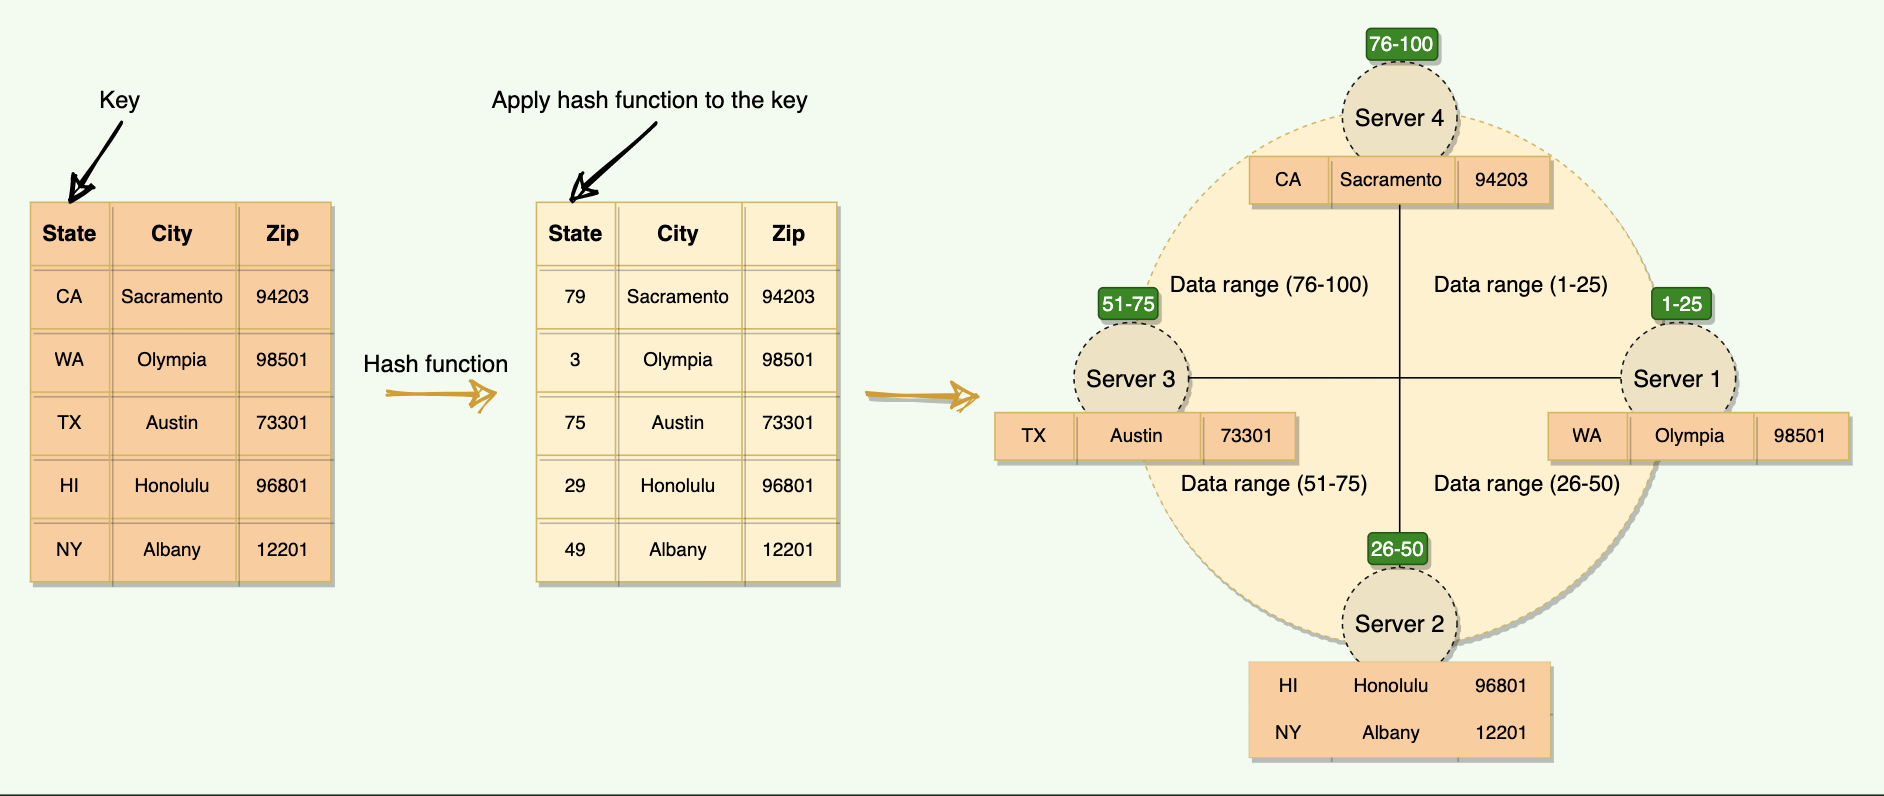 Key
State City Zip
CA Sacramento 94203
WA Olympia 98501
TX Austin 73301
HI Honolulu 96801
NY Albany 12201
Hash function
Apply hash function to the key
State City Zip
79 Sacramento 94203
3 Olympia 98501
75 Austin 73301
29 Honolulu 96801
49 Albany 12201
76-100
Server 4
CA Sacramento 94203
Data range (76-100) Data range (1-25)
51-75
Server 3
TX Austin 73301
1-25
Server 1
WA Olympia 98501
Data range (51-75) Data range (26-50)
26-50
Server 2
HI Honolulu 96801
NY Albany 12201